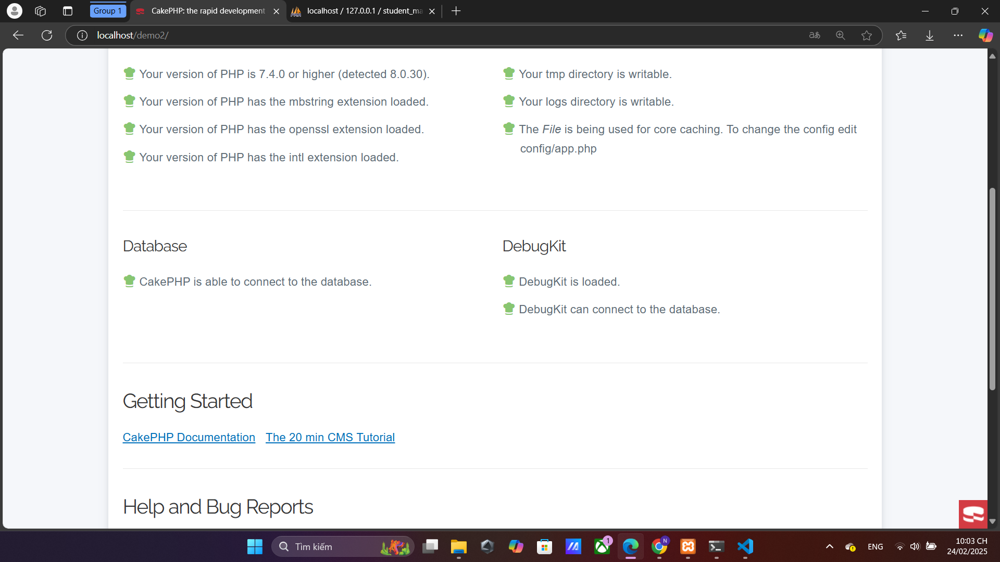 Group 1
CakePHP: the rapid development
localhost / 127.0.0.1 / student_ma
localhost/demo2/
あぁ
Your version of PHP is 7.4.0 or higher (detected 8.0.30).
Your version of PHP has the mbstring extension loaded.
Your version of PHP has the openssl extension loaded.
Your version of PHP has the intl extension loaded.
Your tmp directory is writable.
Your logs directory is writable.
The File is being used for core caching. To change the config edit
config/app.php
Database
CakePHP is able to connect to the database.
DebugKit
DebugKit is loaded.
DebugKit can connect to the database.
Getting Started
CakePHP Documentation The 20 min CMS Tutorial
Help and Bug Reports
Tìm kiếm
1
N
ENG
10:03 CH
24/02/2025